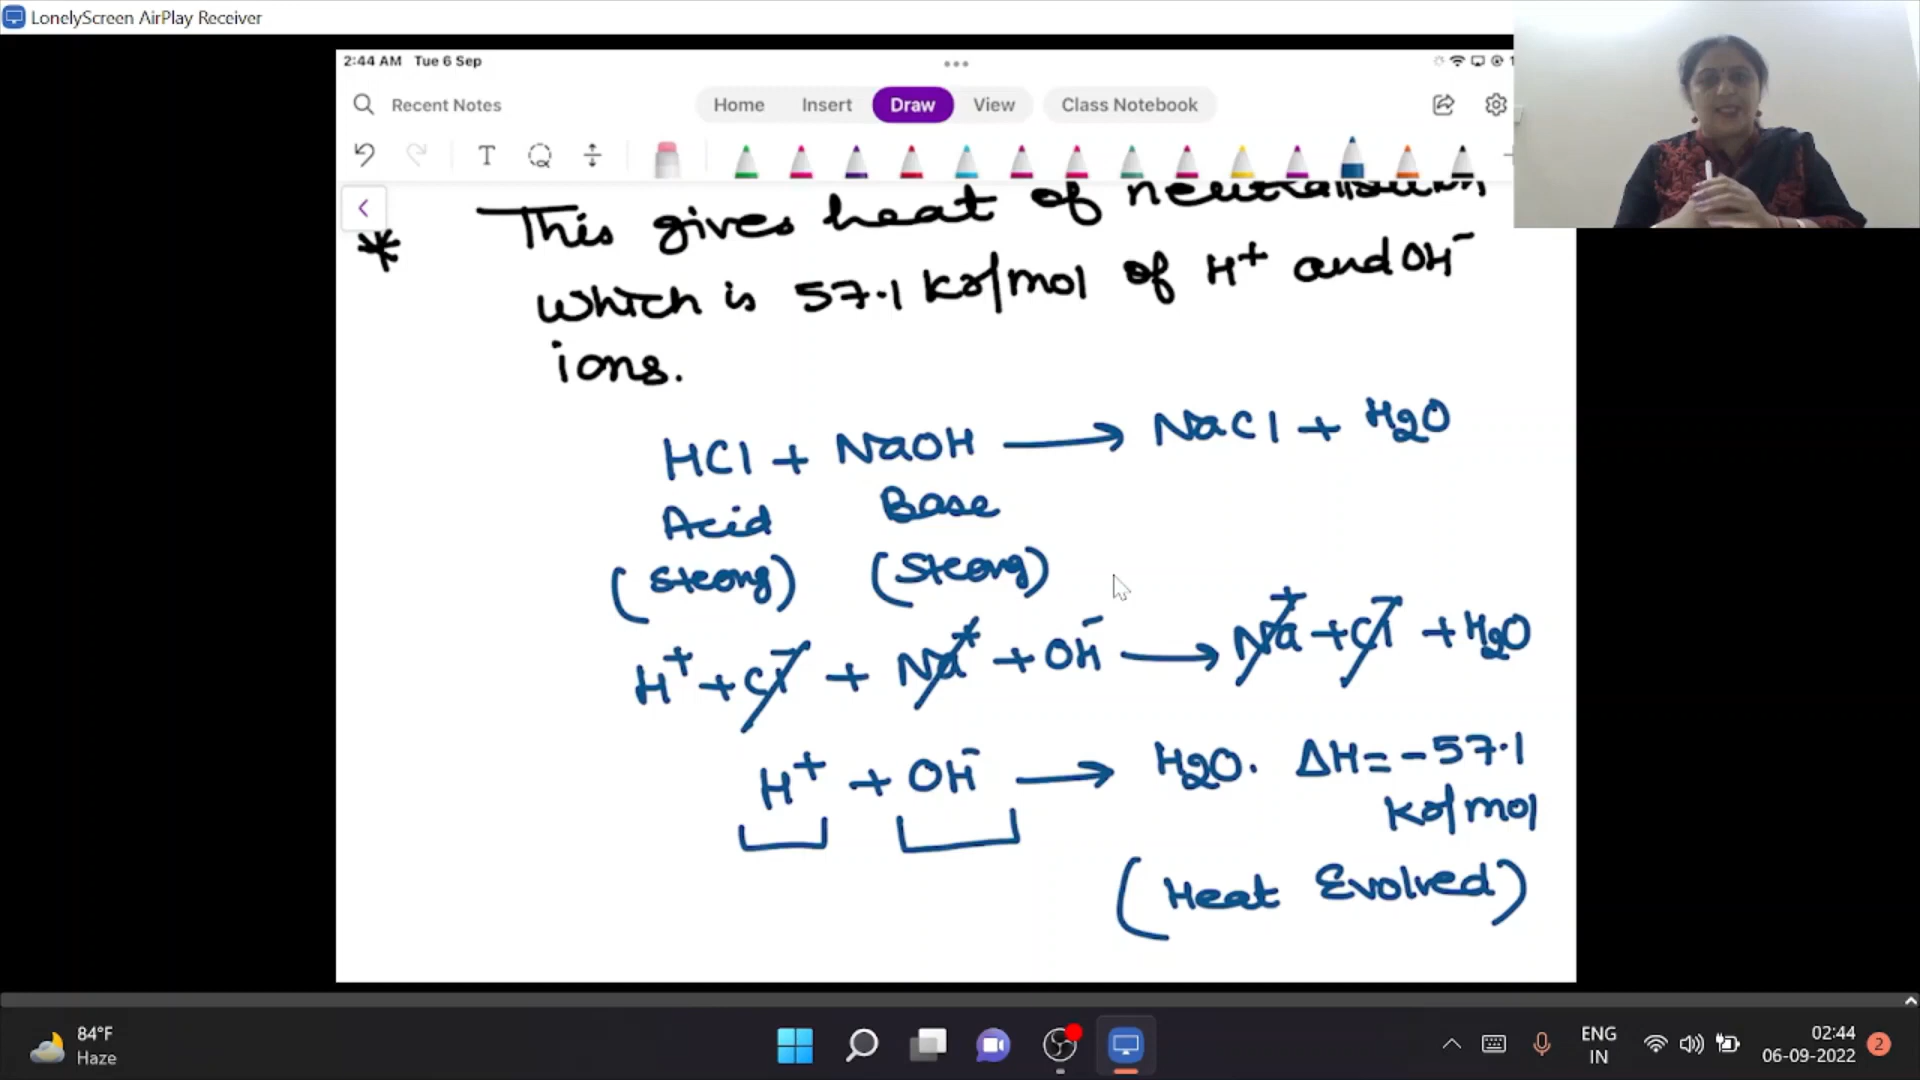 LonelyScreen AirPlay Receiver
2:44 AM Tue 6 Sep
Recent Notes
Home
Insert
Draw
View
Class Notebook
T
* This gives heat of neutralisation
which is 57.1 KJ/mol of H+ and OH-
ions.
HCl + NaOH → NaCl + H2O
Acid Base
(Strong) (Strong)
H+ + Cl- + Na+ + OH- → Na+ + Cl- + H2O
H+ + OH- → H2O. ΔH = -57.1
KJ/mol
(Heat Evolved)
84°F
Haze
ENG
IN
02:44
06-09-2022
2